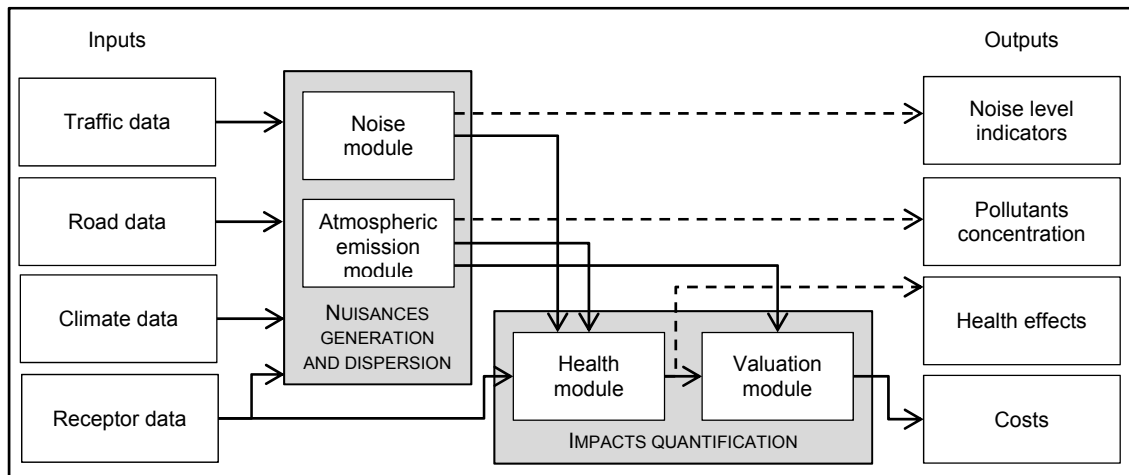 Inputs
Outputs
Traffic data
Road data
Climate data
Receptor data
Noise
module
Atmospheric
emission
module
NUISANCES
GENERATION
AND DISPERSION
Health
module
Valuation
module
IMPACTS QUANTIFICATION
Noise level
indicators
Pollutants
concentration
Health effects
Costs